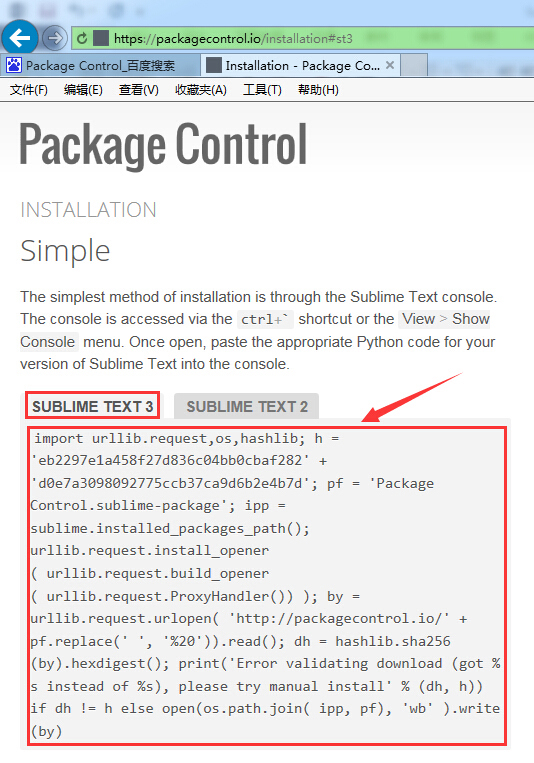 https://packagecontrol.io/installation#st3
Package Control_百度搜索
Installation - Package Co...
文件(F) 编辑(E) 查看(V) 收藏夹(A) 工具(T) 帮助(H)
Package Control
INSTALLATION
Simple
The simplest method of installation is through the Sublime Text console.
The console is accessed via the ctrl+` shortcut or the View > Show
Console menu. Once open, paste the appropriate Python code for your
version of Sublime Text into the console.
SUBLIME TEXT 3 SUBLIME TEXT 2
import urllib.request,os,hashlib; h =
'eb2297e1a458f27d836c04bb0cbaf282' +
'd0e7a3098092775ccb37ca9d6b2e4b7d'; pf = 'Package
Control.sublime-package'; ipp =
sublime.installed_packages_path();
urllib.request.install_opener
( urllib.request.build_opener
( urllib.request.ProxyHandler()) ); by =
urllib.request.urlopen( 'http://packagecontrol.io/' +
pf.replace(' ', '%20')).read(); dh = hashlib.sha256
(by).hexdigest(); print('Error validating download (got %
s instead of %s), please try manual install' % (dh, h))
if dh != h else open(os.path.join( ipp, pf), 'wb' ).write
(by)